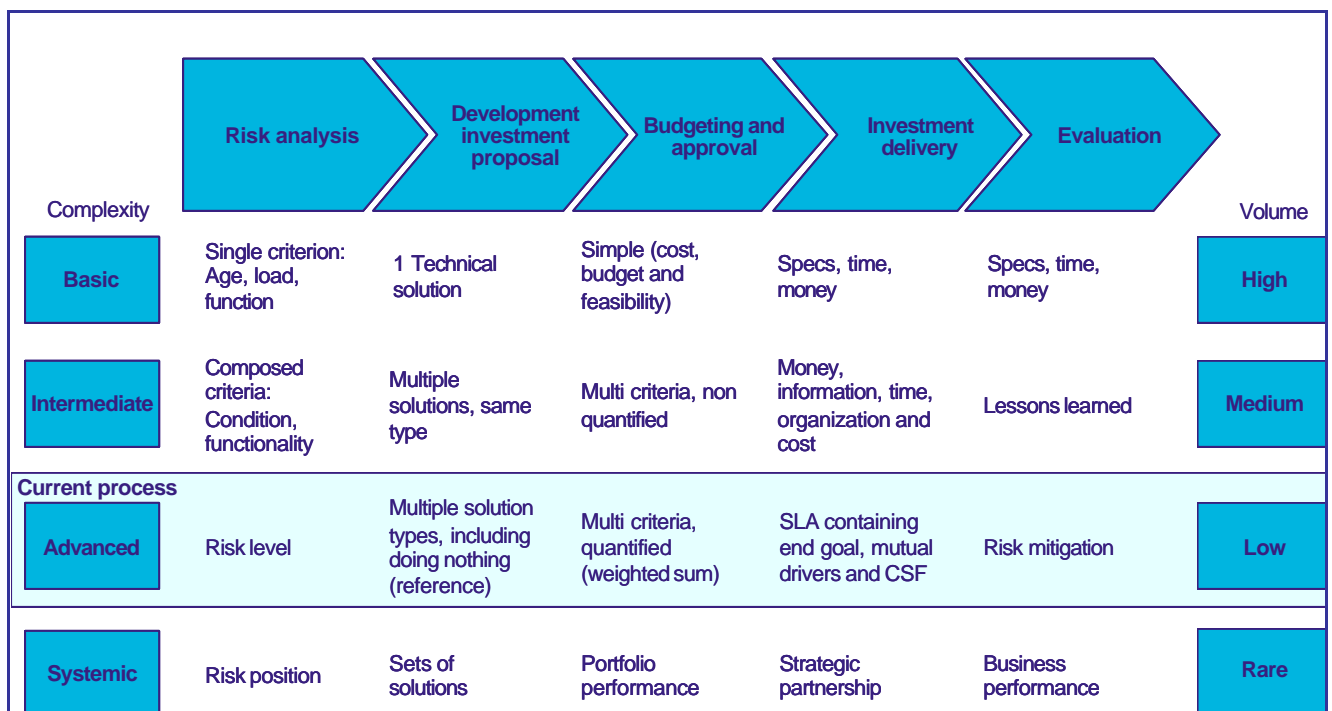 Risk analysis
Development
investment
proposal
Budgeting and
approval
Investment
delivery
Evaluation
Complexity
Volume
Basic
Single criterion:
Age, load,
function
1 Technical
solution
Simple (cost,
budget and
feasibility)
Specs, time,
money
Specs, time,
money
High
Intermediate
Composed
criteria:
Condition,
functionality
Multiple
solutions, same
type
Multi criteria, non
quantified
Money,
information, time,
organization and
cost
Lessons learned
Medium
Current process
Advanced
Risk level
Multiple solution
types, including
doing nothing
(reference)
Multi criteria,
quantified
(weighted sum)
SLA containing
end goal, mutual
drivers and CSF
Risk mitigation
Low
Systemic
Risk position
Sets of
solutions
Portfolio
performance
Strategic
partnership
Business
performance
Rare